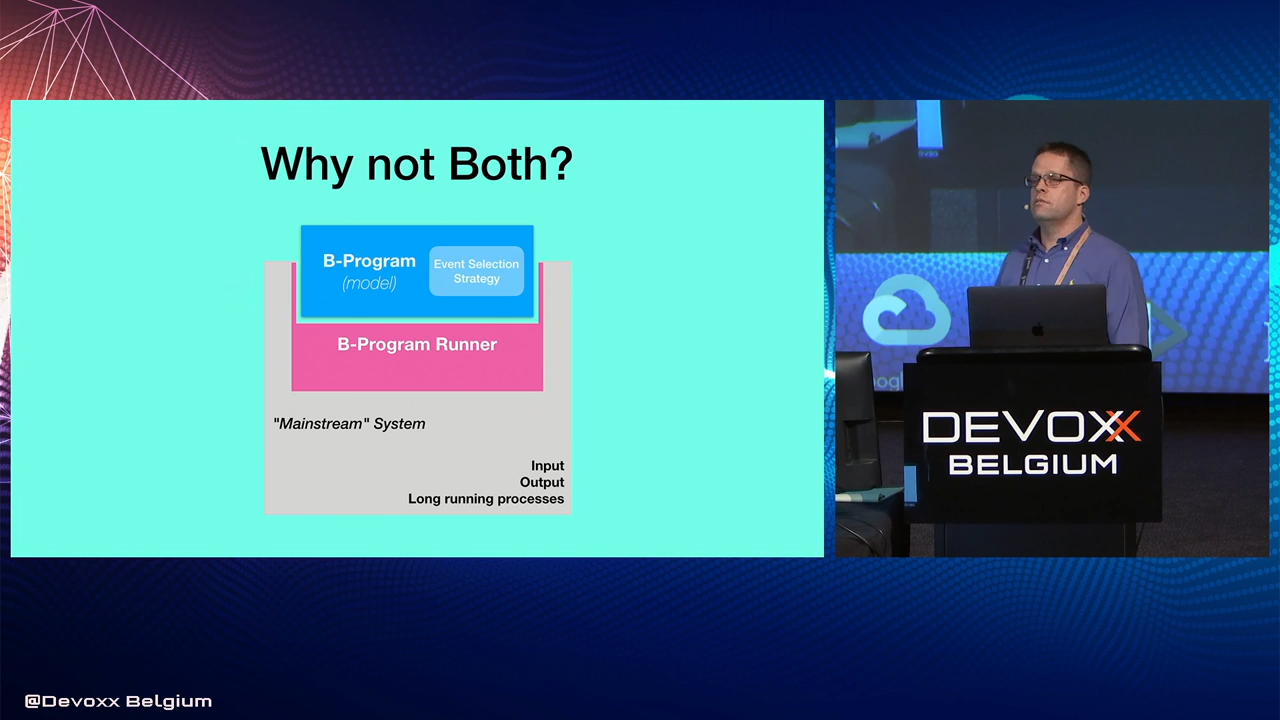 Why not Both?
B-Program
(model)
Event Selection
Strategy
B-Program Runner
"Mainstream" System
Input
Output
Long running processes
DEVOXX
BELGIUM
@Devoxx Belgium